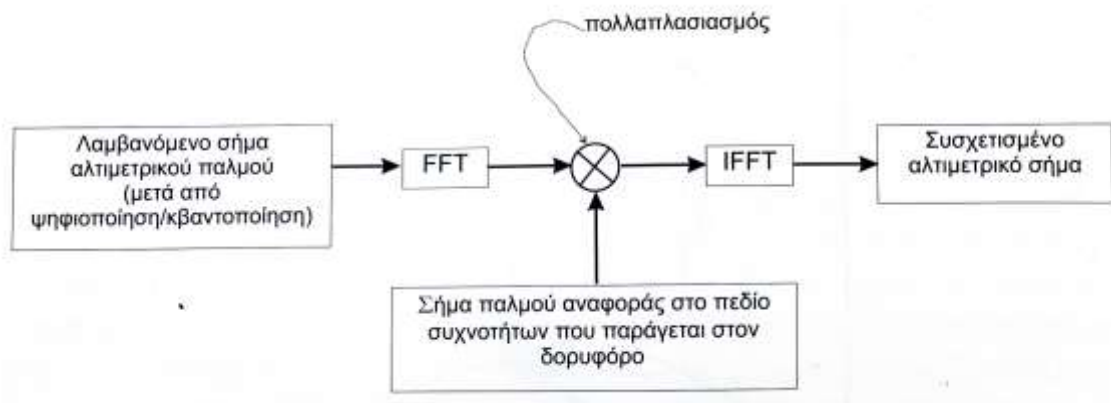 πολλαπλασιασμός
Λαμβανόμενο σήμα
αλτιμετρικού παλμού
(μετά από
ψηφιοποίηση/κβαντοποίηση)
FFT
IFFT
Συσχετισμένο
αλτιμετρικό σήμα
Σήμα παλμού αναφοράς στο πεδίο
συχνοτήτων που παράγεται στον
δορυφόρο